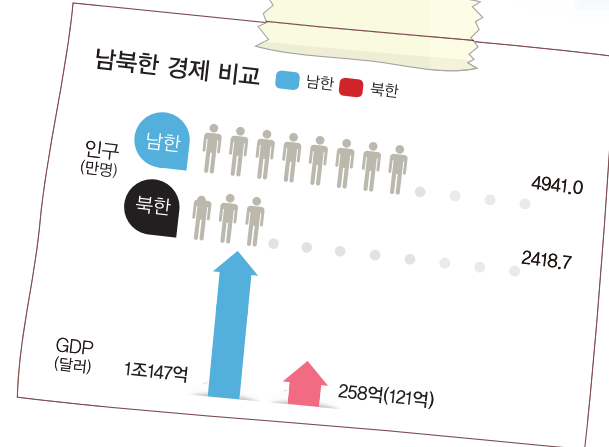 남북한 경제 비교
남한 북한
인구
(만명)
남한
4941.0
북한
2418.7
GDP
(달러)
1조147억
258억(121억)